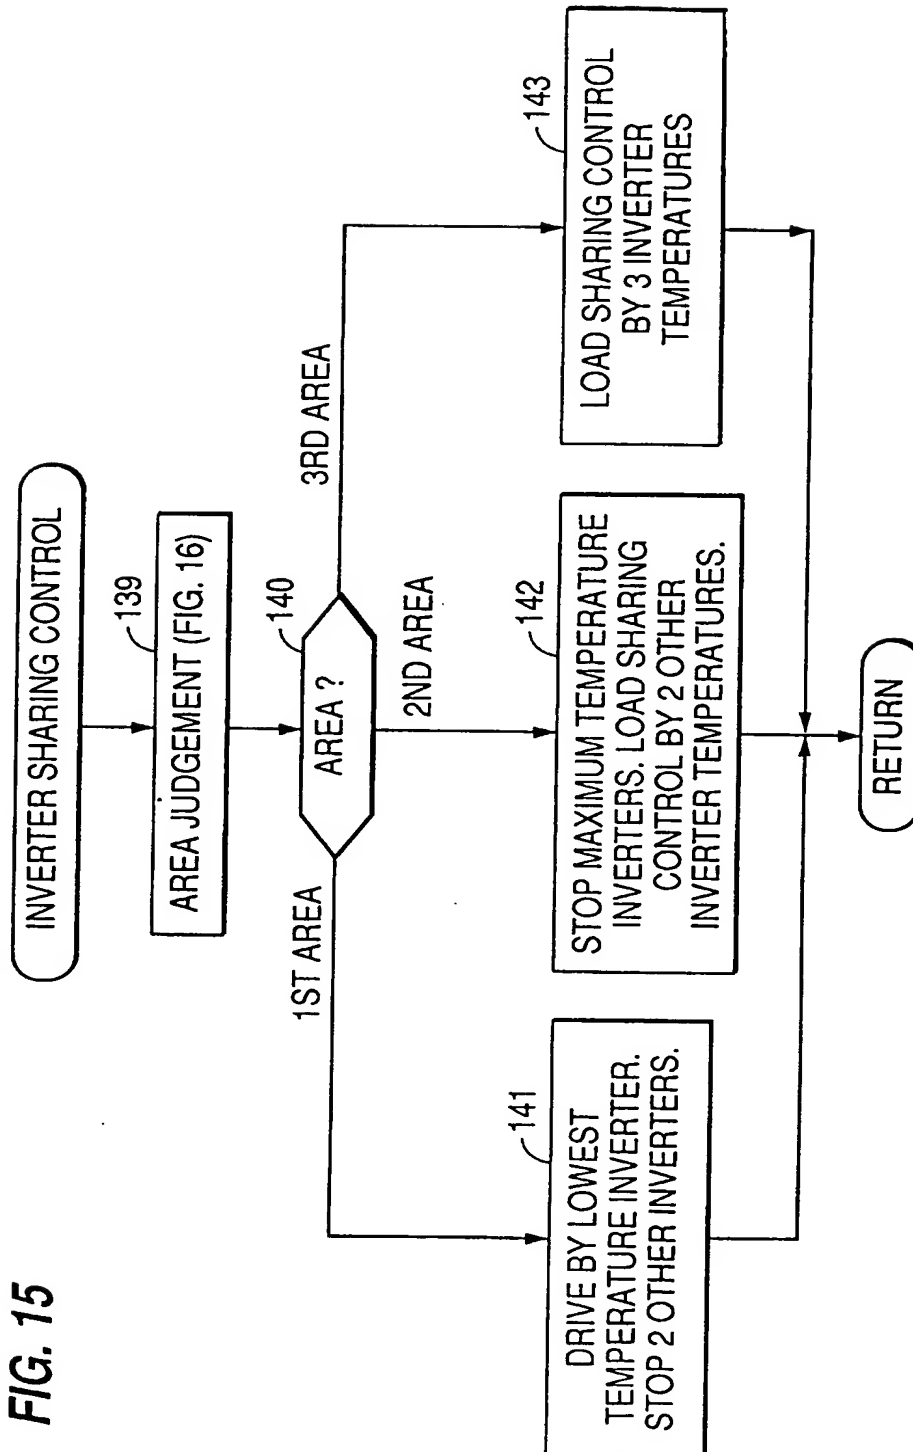 FIG. 15
INVERTER SHARING CONTROL
139
AREA JUDGEMENT (FIG. 16)
140
AREA ?
1ST AREA
2ND AREA
3RD AREA
141
DRIVE BY LOWEST
TEMPERATURE INVERTER.
STOP 2 OTHER INVERTERS.
142
STOP MAXIMUM TEMPERATURE
INVERTERS. LOAD SHARING
CONTROL BY 2 OTHER
INVERTER TEMPERATURES.
143
LOAD SHARING CONTROL
BY 3 INVERTER
TEMPERATURES
RETURN